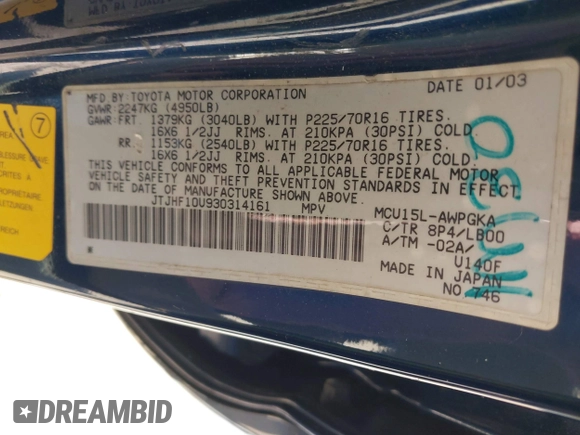 DATE 01/03
MFD BY TOYOTA MOTOR CORPORATION
GVWR 2247KG (4950LB)
GAWR FRT. 1379KG (3040LB) WITH P225/70R16 TIRES.
16X6 1/2JJ RIMS. AT 210KPA (30PSI) COLD.
RR. 1153KG (2540LB) WITH P225/70R16 TIRES.
16X6 1/2JJ RIMS. AT 210KPA (30PSI) COLD.
THIS VEHICLE CONFORMS TO ALL APPLICABLE FEDERAL MOTOR
VEHICLE SAFETY AND THEFT PREVENTION STANDARDS IN EFFECT
ON THE DATE OF MANUFACTURE SHOWN ABOVE.
JTJHF10U930314161 MPV
MCU15L-AWPGKA
C/TR 8P4/LB00
A/TM -02A/
U140F
MADE IN JAPAN
NO. 746
7
DREAMBID